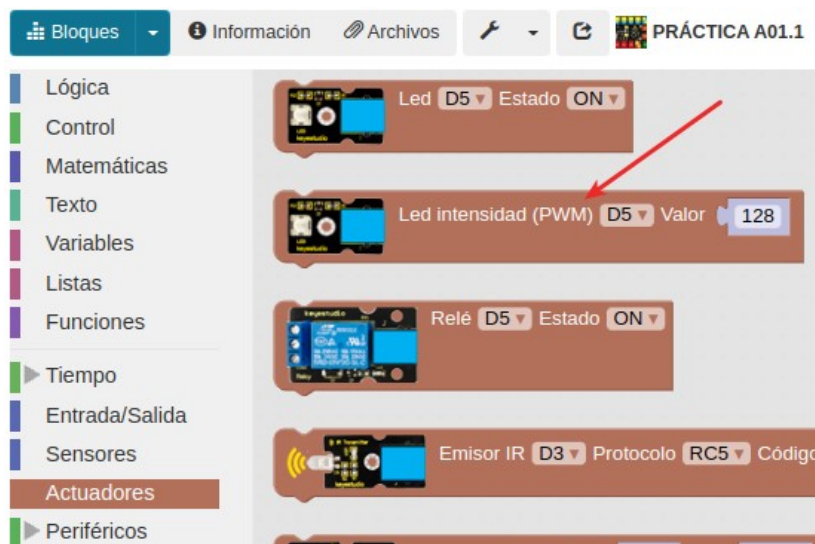 Bloques Información Archivos PRÁCTICA A01.1
Lógica
Control
Matemáticas
Texto
Variables
Listas
Funciones
Tiempo
Entrada/Salida
Sensores
Actuadores
Periféricos
Led D5 Estado ON
Led intensidad (PWM) D5 Valor 128
keyestudio
Relé D5 Estado ON
Emisor IR D3 Protocolo RC5 Código